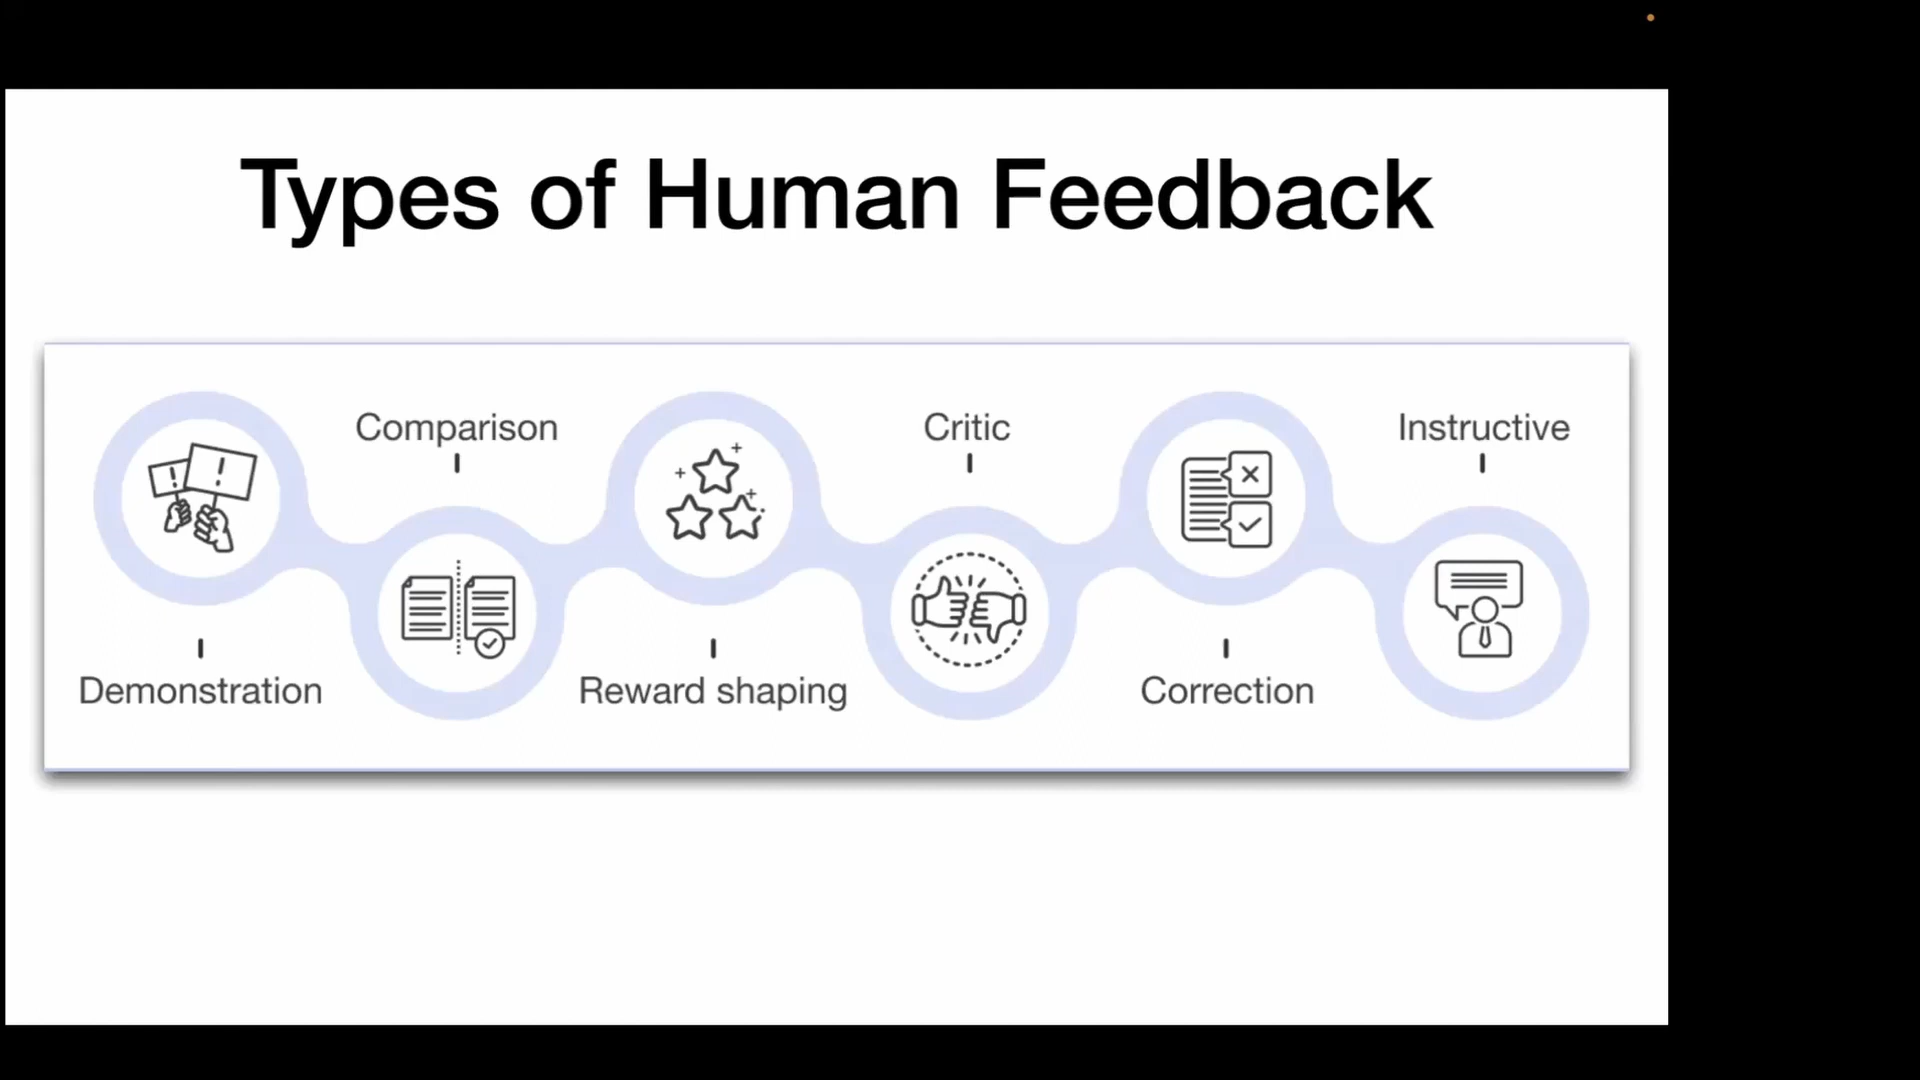 Types of Human Feedback
Demonstration
Comparison
Reward shaping
Critic
Correction
Instructive